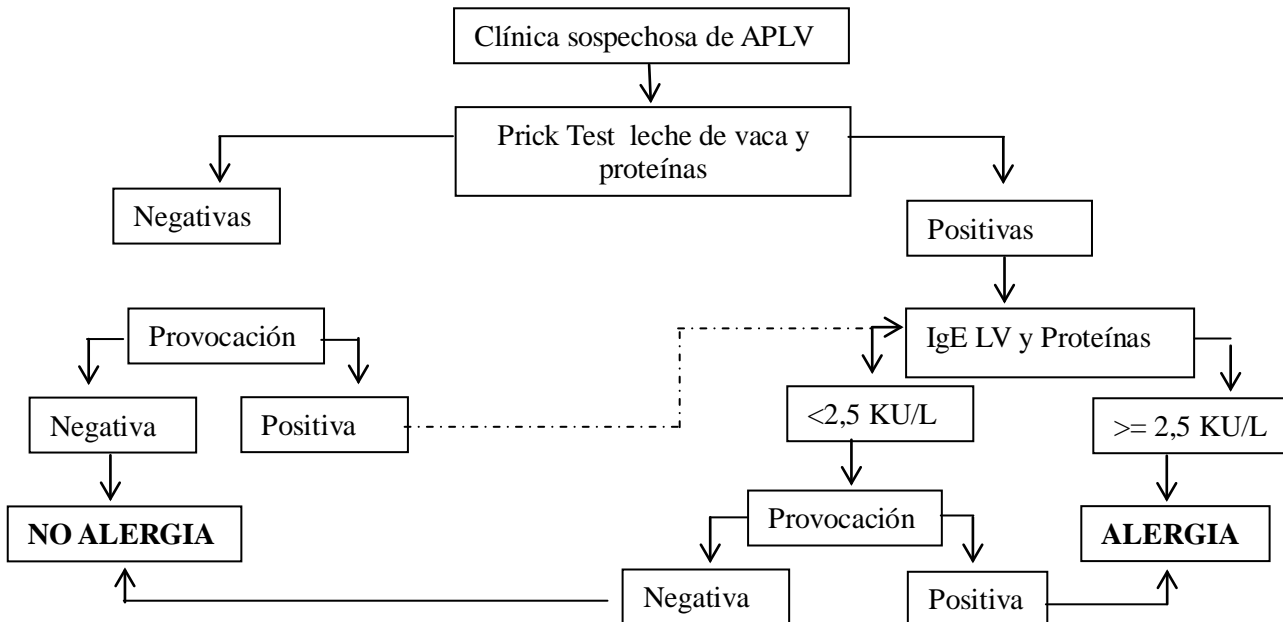 Clínica sospechosa de APLV
Prick Test leche de vaca y
proteínas
Negativas
Positivas
Provocación
IgE LV y Proteínas
Negativa
Positiva
<2,5 KU/L
>= 2,5 KU/L
NO ALERGIA
Provocación
ALERGIA
Negativa
Positiva